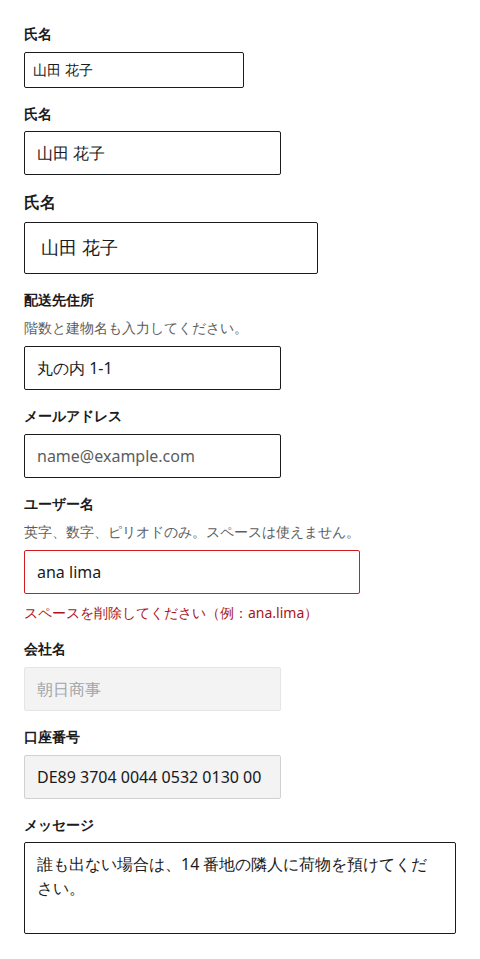 氏名
山田 花子
氏名
山田 花子
氏名
山田 花子
配送先住所
階数と建物名も入力してください。
丸の内 1-1
メールアドレス
name@example.com
ユーザー名
英字、数字、ピリオドのみ。スペースは使えません。
ana lima
スペースを削除してください（例：ana.lima）
会社名
朝日商事
口座番号
DE89 3704 0044 0532 0130 00
メッセージ
誰も出ない場合は、14 番地の隣人に荷物を預けてくだ
さい。